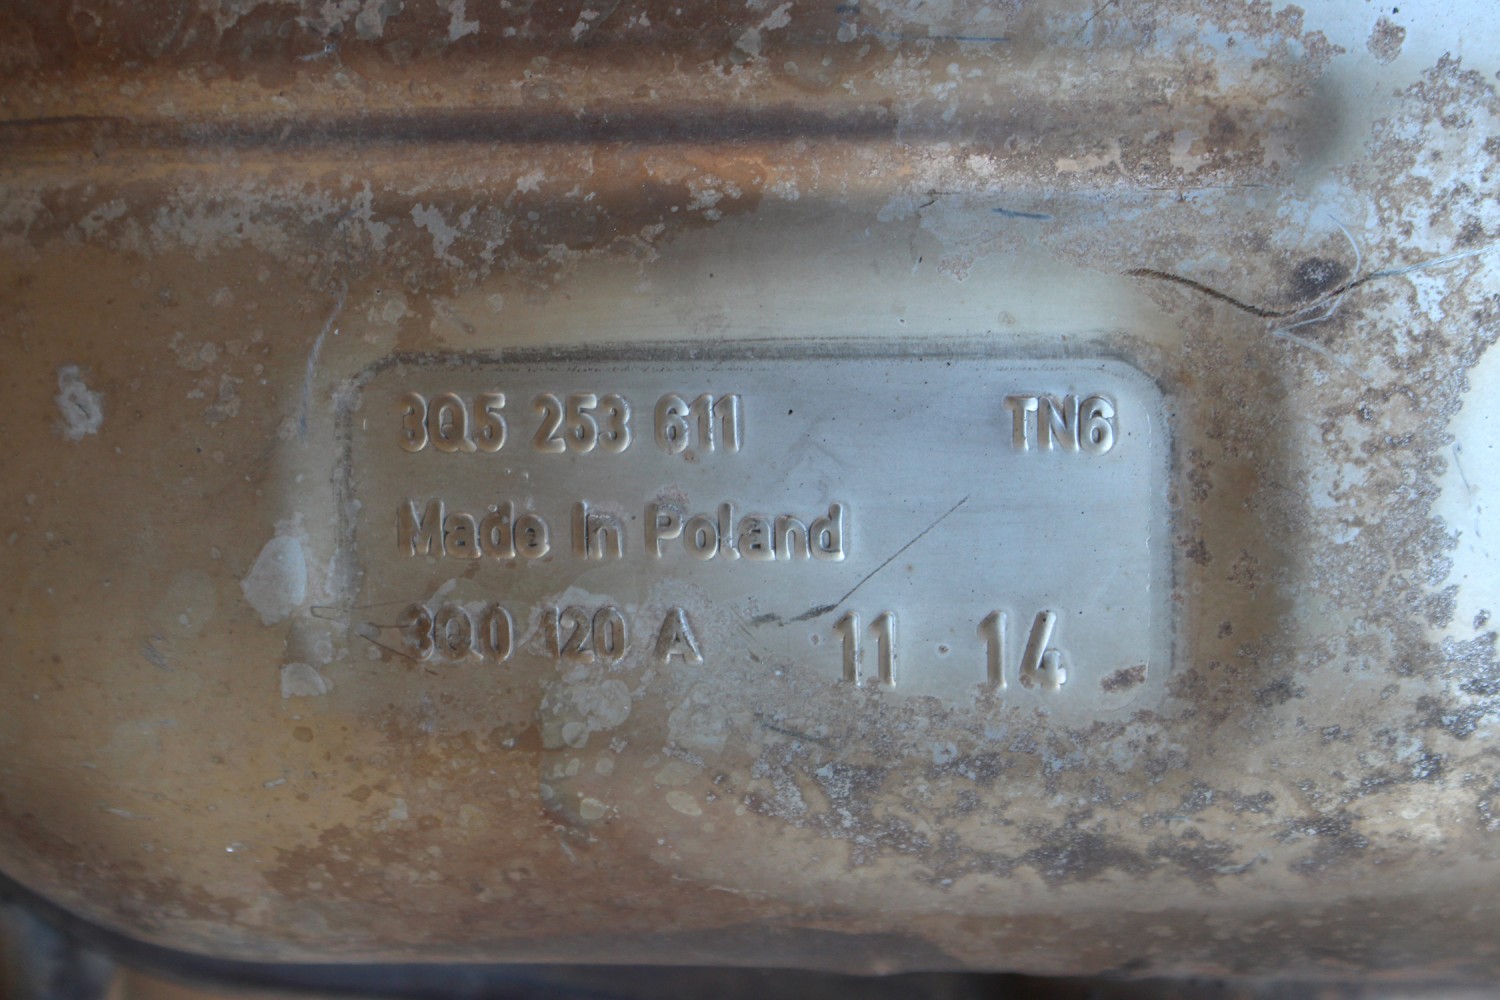 3Q5 253 611 TN6
Made In Poland
3Q0 120 A 11 · 14